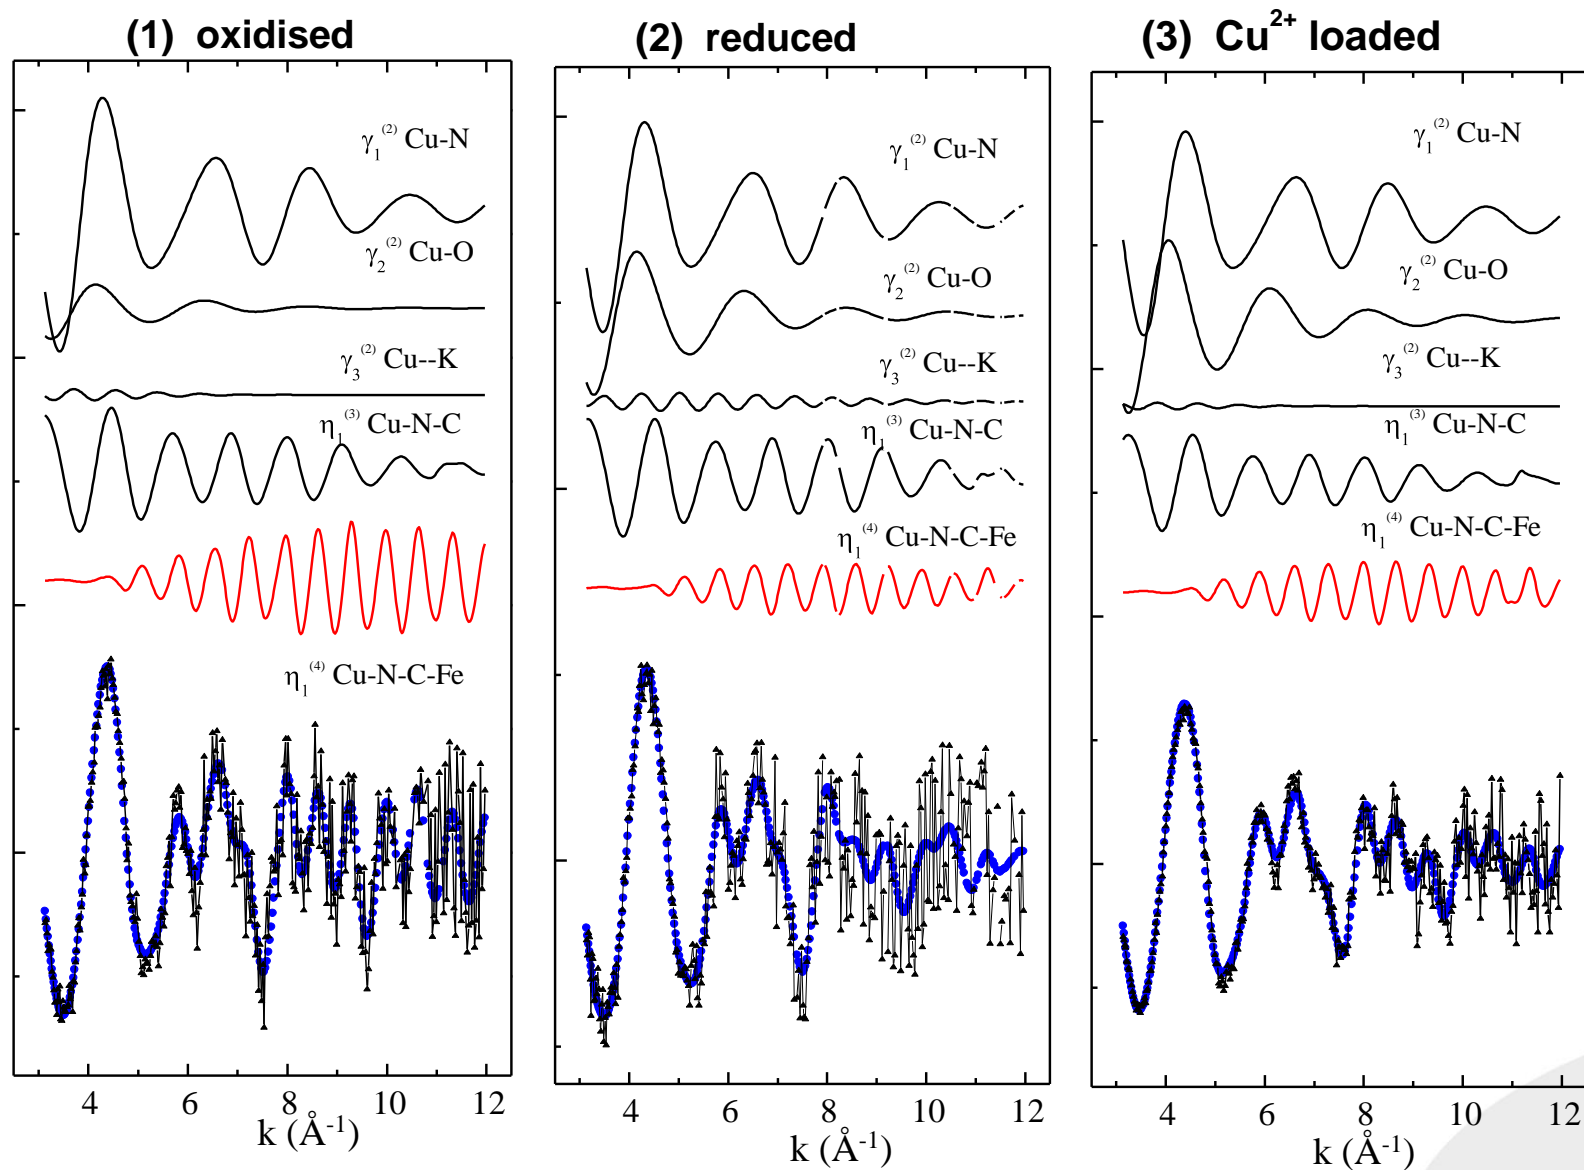 (1) oxidised
γ₁⁽²⁾ Cu-N
γ₂⁽²⁾ Cu-O
γ₃⁽²⁾ Cu--K
η₁⁽³⁾ Cu-N-C
η₁⁽⁴⁾ Cu-N-C-Fe
4 6 8 10 12
k (Å⁻¹)
(2) reduced
γ₁⁽²⁾ Cu-N
γ₂⁽²⁾ Cu-O
γ₃⁽²⁾ Cu--K
η₁⁽³⁾ Cu-N-C
η₁⁽⁴⁾ Cu-N-C-Fe
4 6 8 10 12
k (Å⁻¹)
(3) Cu²⁺ loaded
γ₁⁽²⁾ Cu-N
γ₂⁽²⁾ Cu-O
γ₃⁽²⁾ Cu--K
η₁⁽³⁾ Cu-N-C
η₁⁽⁴⁾ Cu-N-C-Fe
4 6 8 10 12
k (Å⁻¹)